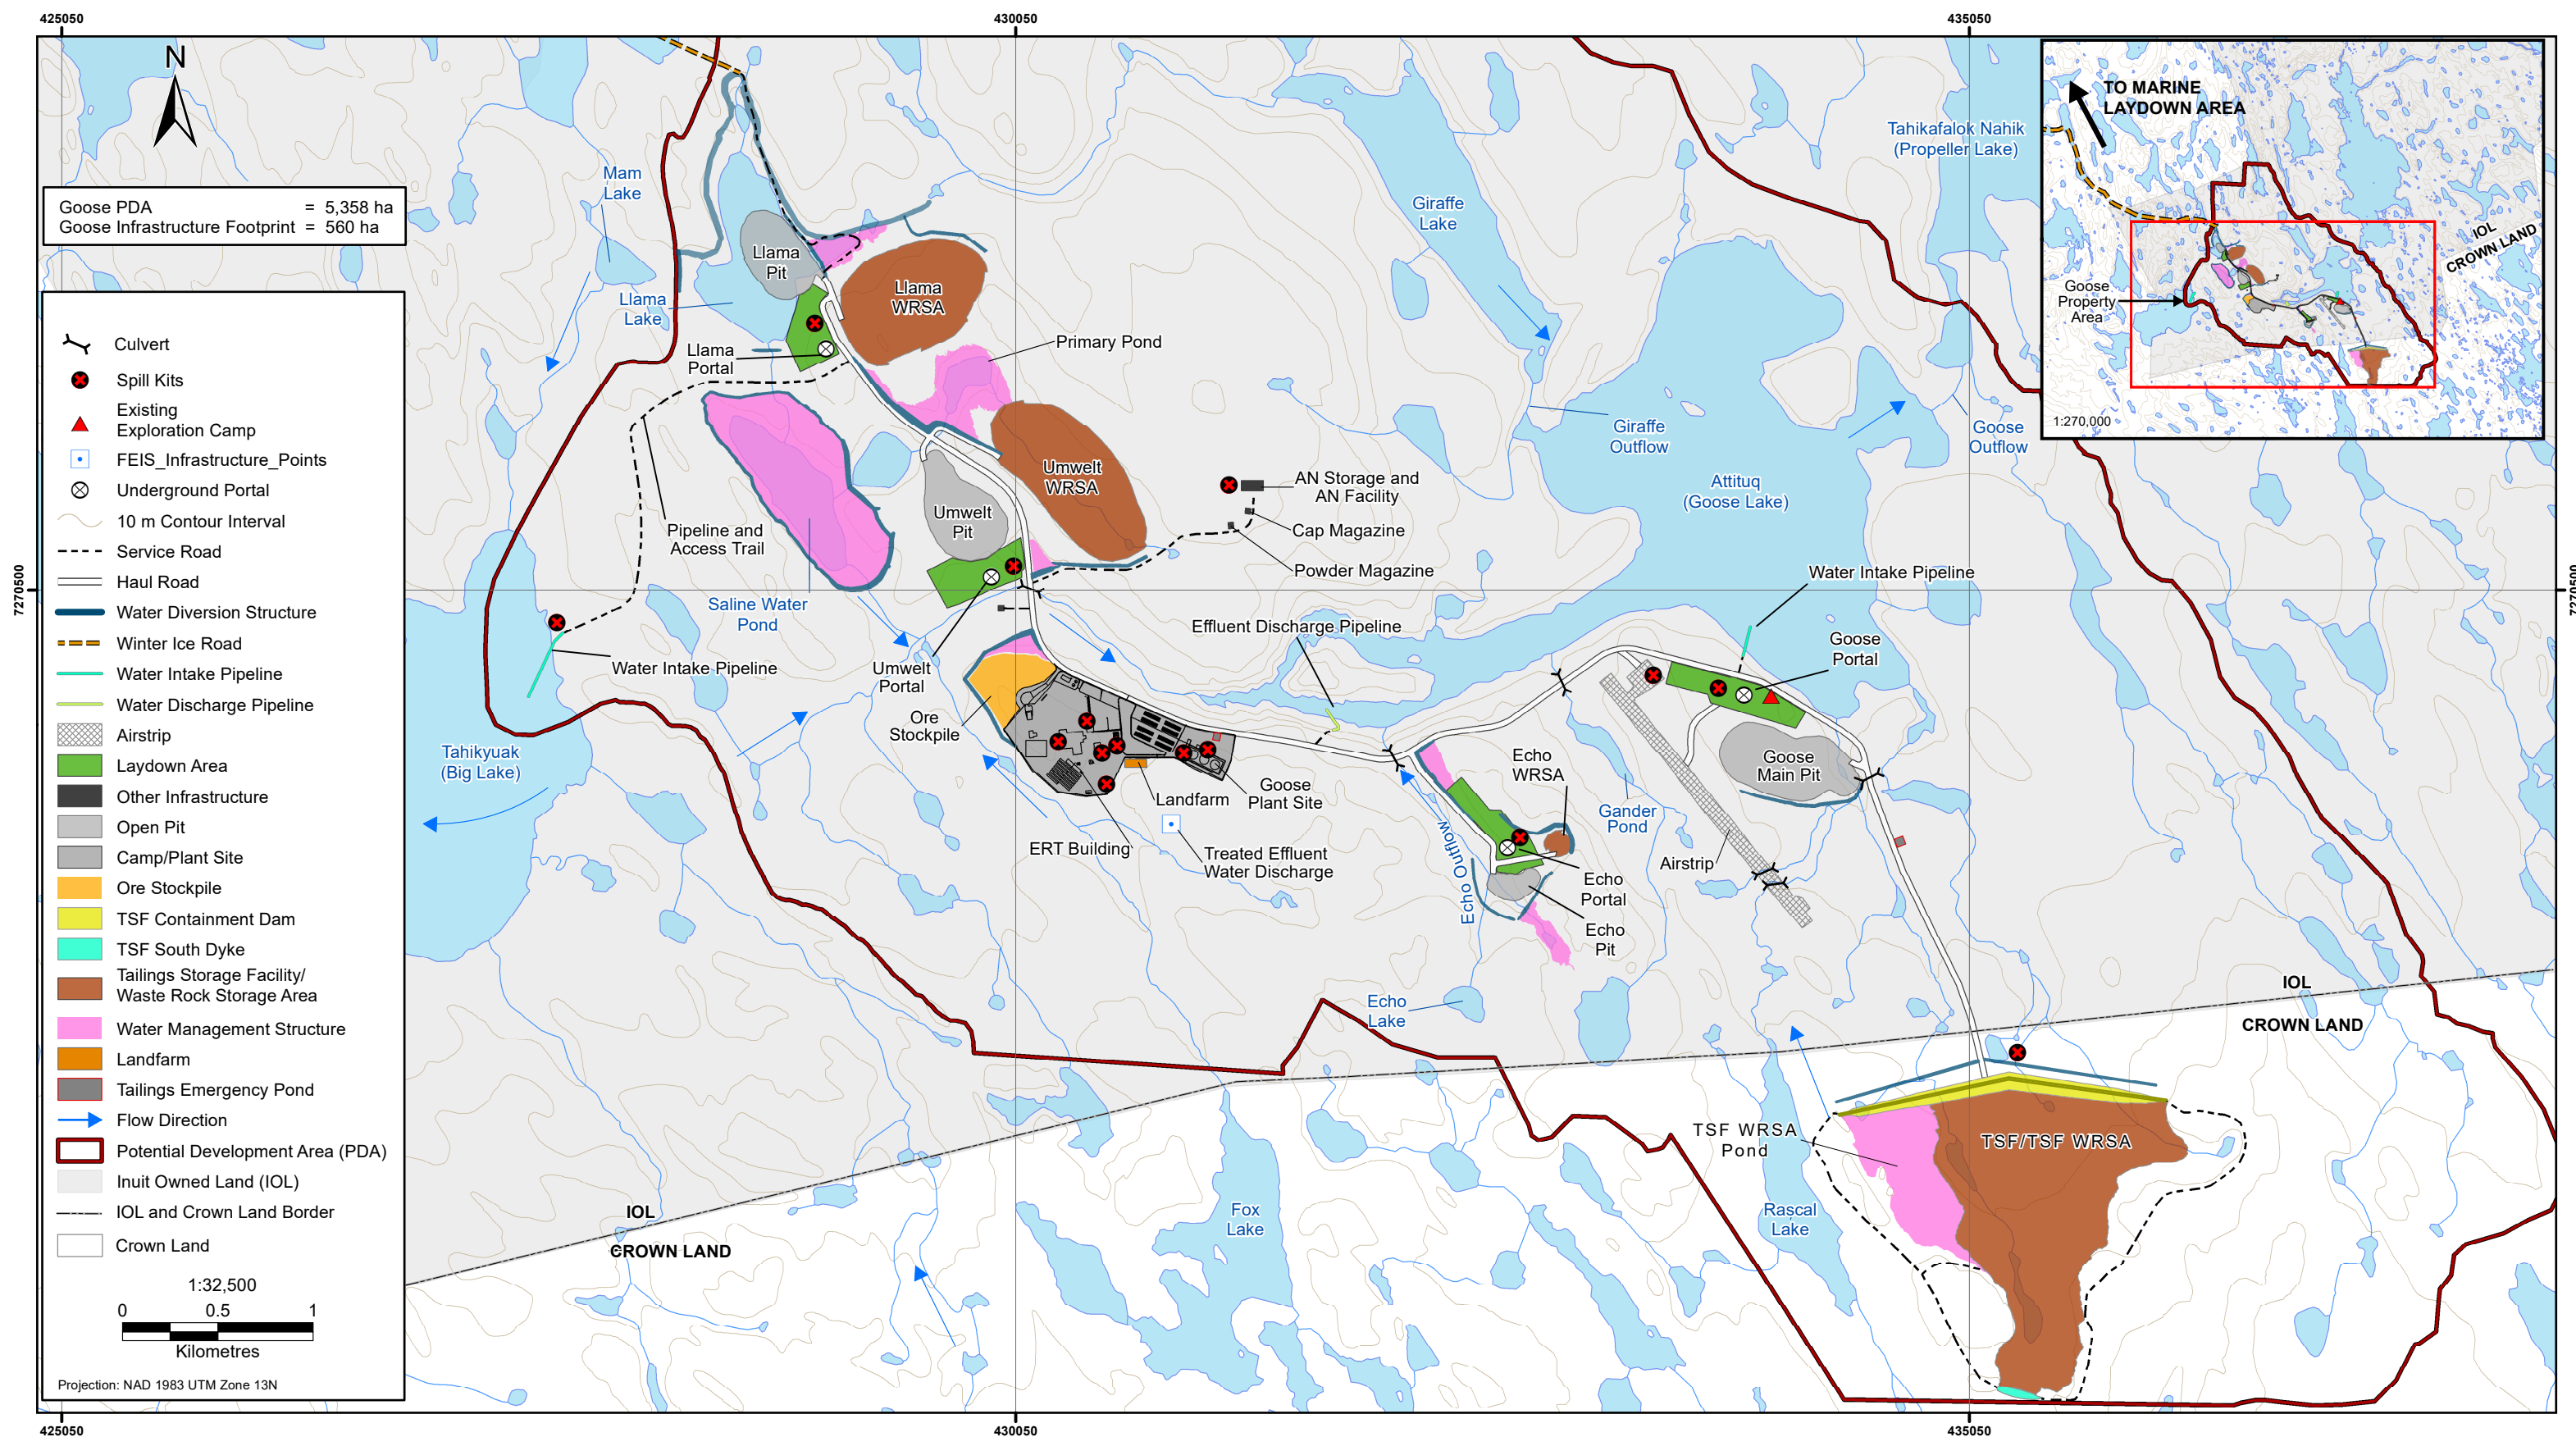 425050
430050
435050
N
TO MARINE
LAYDOWN AREA
IOL
CROWN LAND
Goose
Property
Area
1:270,000
Goose PDA = 5,358 ha
Goose Infrastructure Footprint = 560 ha
Culvert
Spill Kits
Existing
Exploration Camp
FEIS_Infrastructure_Points
Underground Portal
10 m Contour Interval
Service Road
Haul Road
Water Diversion Structure
Winter Ice Road
Water Intake Pipeline
Water Discharge Pipeline
Airstrip
Laydown Area
Other Infrastructure
Open Pit
Camp/Plant Site
Ore Stockpile
TSF Containment Dam
TSF South Dyke
Tailings Storage Facility/
Waste Rock Storage Area
Water Management Structure
Landfarm
Tailings Emergency Pond
Flow Direction
Potential Development Area (PDA)
Inuit Owned Land (IOL)
IOL and Crown Land Border
Crown Land
1:32,500
0 0.5 1
Kilometres
Projection: NAD 1983 UTM Zone 13N
Mam
Lake
Llama
Lake
Llama
Pit
Llama
WRSA
Llama
Portal
Primary Pond
Giraffe
Lake
Tahikafalok Nahik
(Propeller Lake)
Giraffe
Outflow
Goose
Outflow
Attituq
(Goose Lake)
Umwelt
WRSA
Umwelt
Pit
AN Storage and
AN Facility
Cap Magazine
Powder Magazine
Pipeline and
Access Trail
Saline Water
Pond
Water Intake Pipeline
Umwelt
Portal
Ore
Stockpile
Effluent Discharge Pipeline
Water Intake Pipeline
Goose
Portal
Tahikyuak
(Big Lake)
Goose
Plant Site
Landfarm
ERT Building
Treated Effluent
Water Discharge
Echo
WRSA
Goose
Main Pit
Gander
Pond
Airstrip
Echo Outflow
Echo
Portal
Echo
Pit
Echo
Lake
IOL
CROWN LAND
TSF WRSA
Pond
TSF/TSF WRSA
Rascal
Lake
Fox
Lake
IOL
CROWN LAND
7270500
7270500
425050
430050
435050